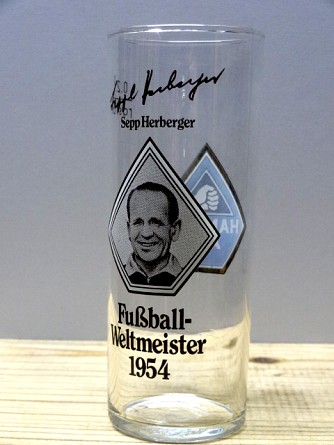 Sepp Herberger
Sepp Herberger
Fußball-
Weltmeister
1954